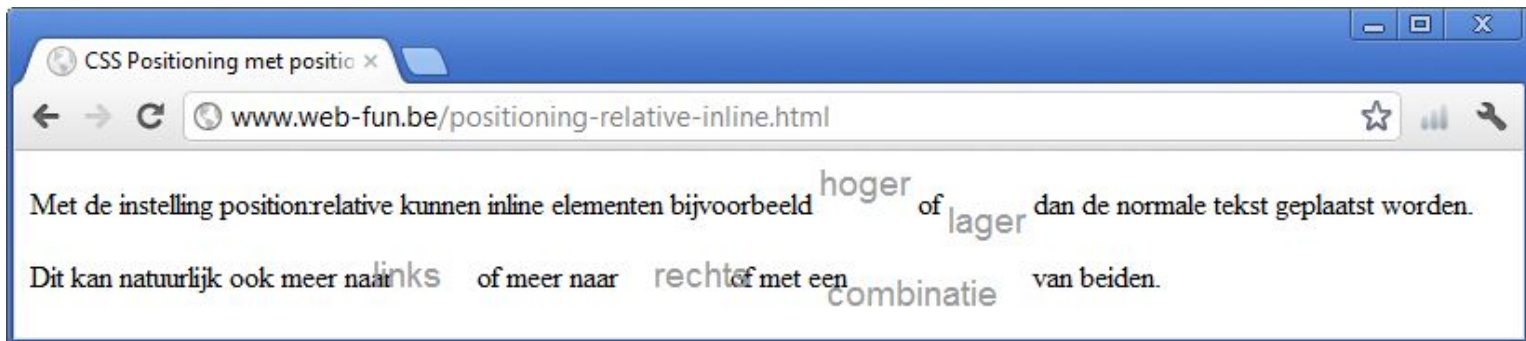 CSS Positioning met positio
www.web-fun.be/positioning-relative-inline.html
Met de instelling position:relative kunnen inline elementen bijvoorbeeld hoger of lager dan de normale tekst geplaatst worden.
Dit kan natuurlijk ook meer naar links of meer naar rechts of met een combinatie van beiden.